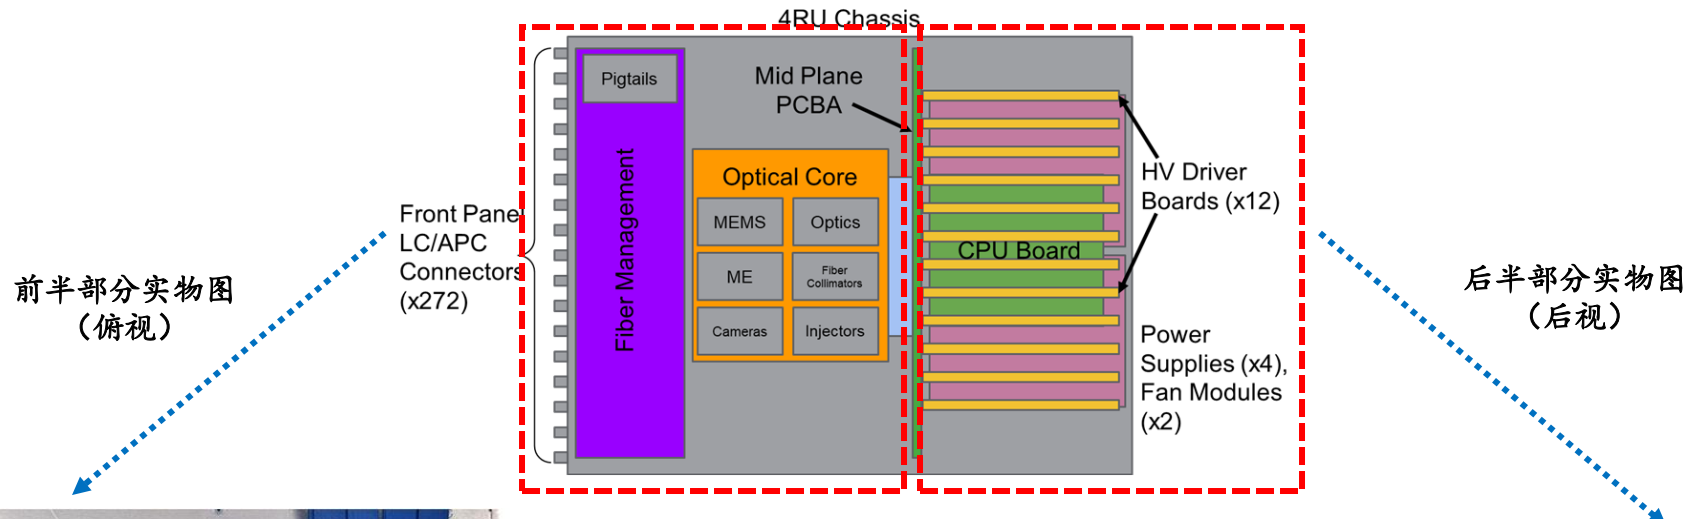 4RU Chassis
Pigtails
Fiber Management
Mid Plane
PCBA
Optical Core
MEMS
Optics
ME
Fiber
Collimators
Cameras
Injectors
CPU Board
HV Driver
Boards (x12)
Power
Supplies (x4),
Fan Modules
(x2)
Front Panel
LC/APC
Connectors
(x272)
前半部分实物图
（俯视）
后半部分实物图
（后视）